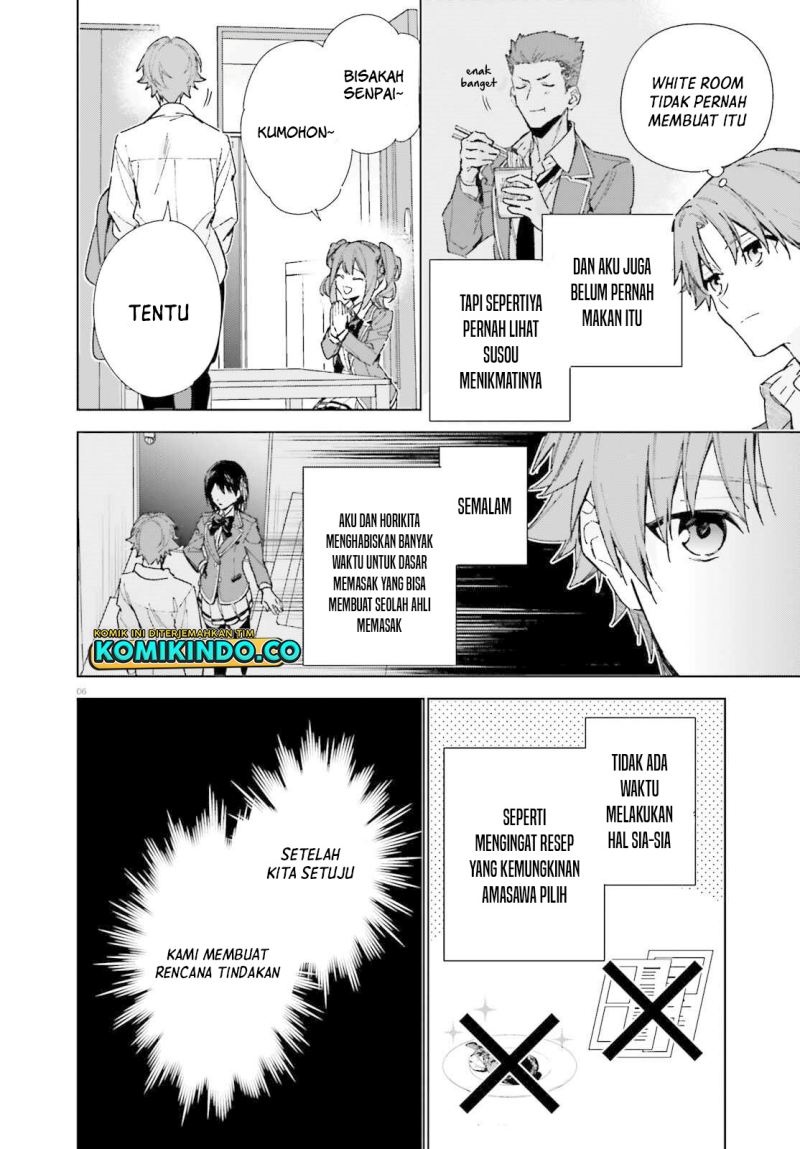 WHITE ROOM
TIDAK PERNAH
MEMBUAT ITU
enak
banget
DAN AKU JUGA
BELUM PERNAH
MAKAN ITU
TAPI SEPERTIYA
PERNAH LIHAT
SUSOU
MENIKMATINYA
BISAKAH
SENPAI~
KUMOHON~
TENTU
SEMALAM
AKU DAN HORIKITA
MENGHABISKAN BANYAK
WAKTU UNTUK DASAR
MEMASAK YANG BISA
MEMBUAT SEOLAH AHLI
MEMASAK
KOMIK INI DITERJEMAHKAN TIM
KOMIKINDO.CO
06
TIDAK ADA
WAKTU
MELAKUKAN
HAL SIA-SIA
SEPERTI
MENGINGAT RESEP
YANG KEMUNGKINAN
AMASAWA PILIH
SETELAH
KITA SETUJU
KAMI MEMBUAT
RENCANA TINDAKAN